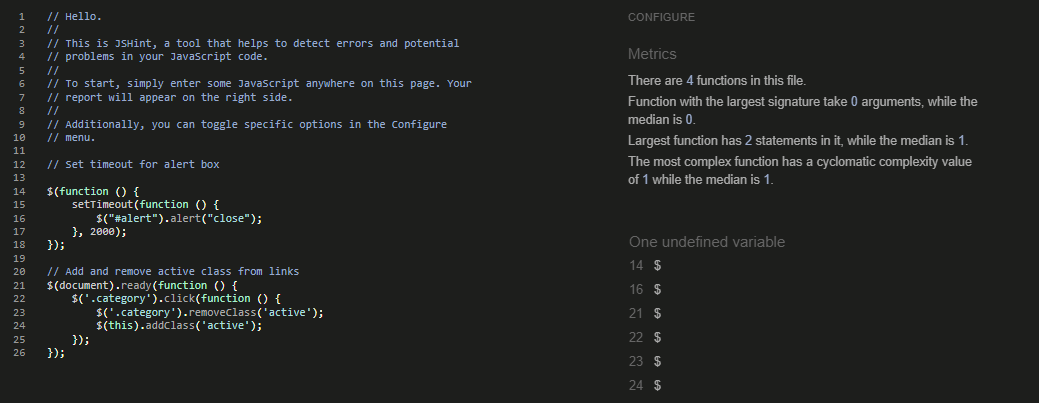 1 // Hello.
2 //
3 // This is JSHint, a tool that helps to detect errors and potential
4 // problems in your JavaScript code.
5 //
6 // To start, simply enter some JavaScript anywhere on this page. Your
7 // report will appear on the right side.
8 //
9 // Additionally, you can toggle specific options in the Configure
10 // menu.
11
12 // Set timeout for alert box
13
14 $(function () {
15     setTimeout(function () {
16         $("#alert").alert("close");
17     }, 2000);
18 });
19
20 // Add and remove active class from links
21 $(document).ready(function () {
22     $('.category').click(function () {
23         $('.category').removeClass('active');
24         $(this).addClass('active');
25     });
26 });
CONFIGURE
Metrics
There are 4 functions in this file.
Function with the largest signature take 0 arguments, while the
median is 0.
Largest function has 2 statements in it, while the median is 1.
The most complex function has a cyclomatic complexity value
of 1 while the median is 1.
One undefined variable
14 $
16 $
21 $
22 $
23 $
24 $